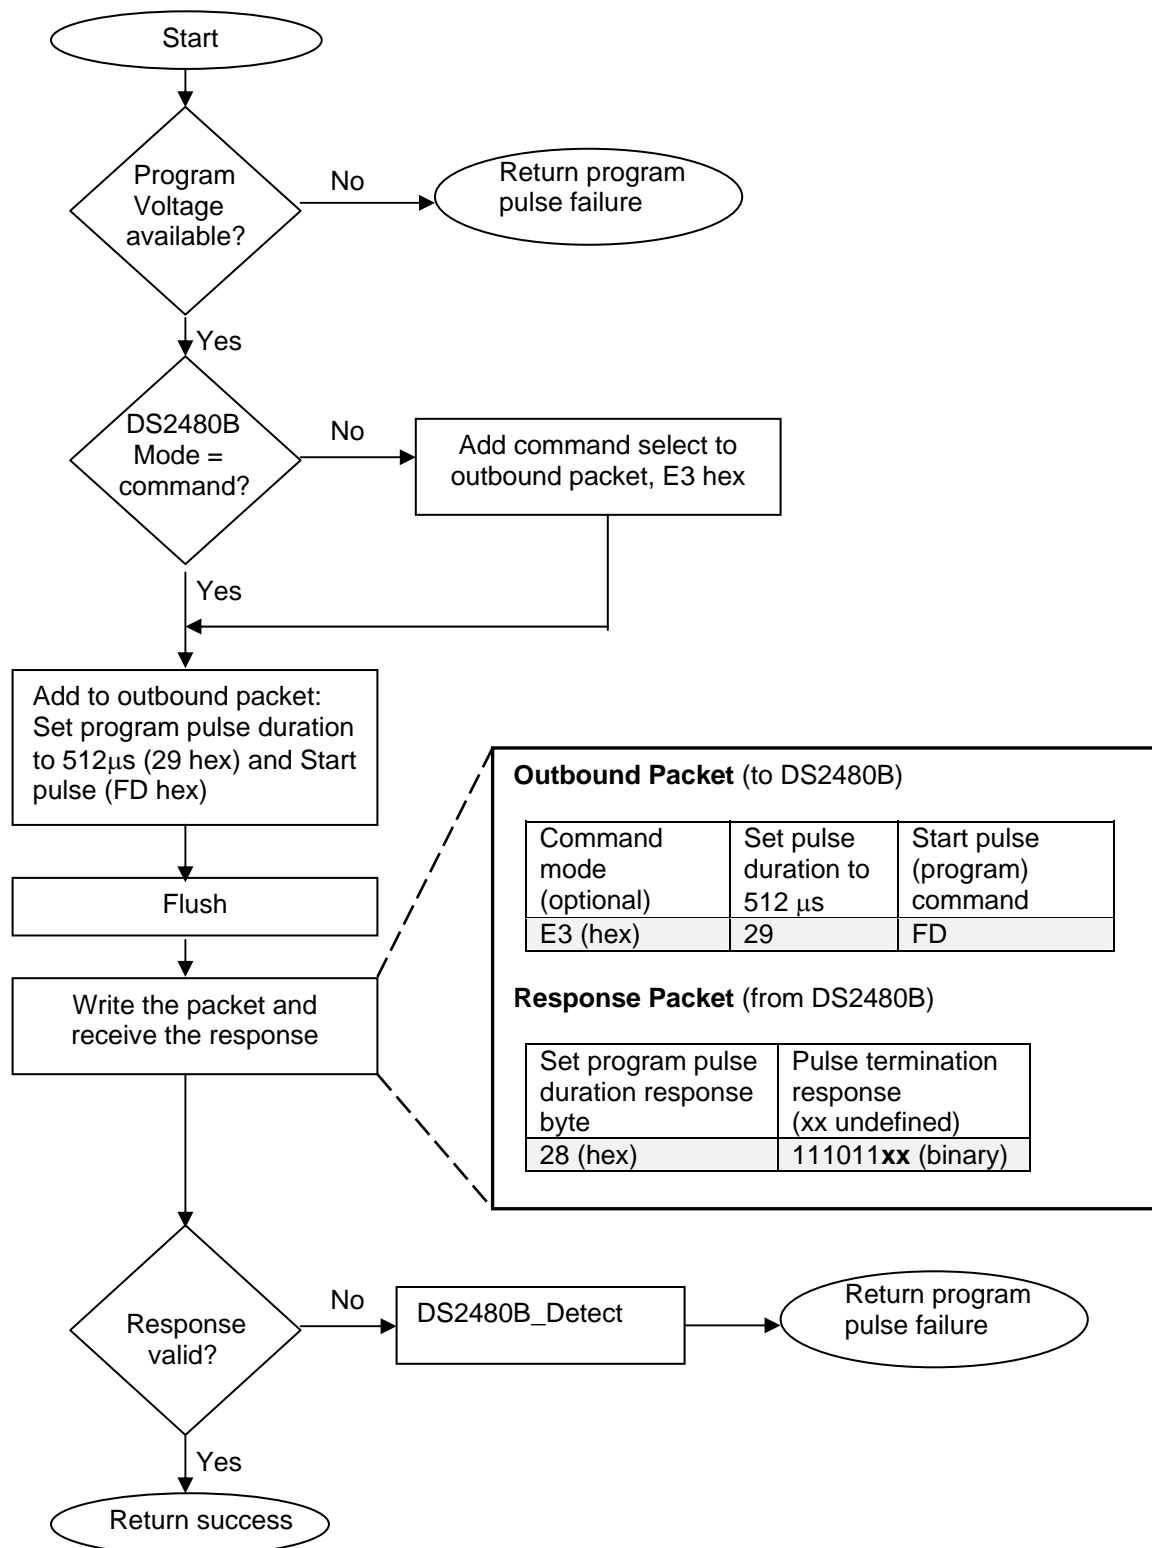 Start
Program
Voltage
available?
No
Return program
pulse failure
Yes
DS2480B
Mode =
command?
No
Add command select to
outbound packet, E3 hex
Yes
Add to outbound packet:
Set program pulse duration
to 512μs (29 hex) and Start
pulse (FD hex)
Flush
Write the packet and
receive the response
Outbound Packet (to DS2480B)
Command
mode
(optional)
Set pulse
duration to
512 μs
Start pulse
(program)
command
E3 (hex)
29
FD
Response Packet (from DS2480B)
Set program pulse
duration response
byte
Pulse termination
response
(xx undefined)
28 (hex)
111011xx (binary)
Response
valid?
No
DS2480B_Detect
Return program
pulse failure
Yes
Return success